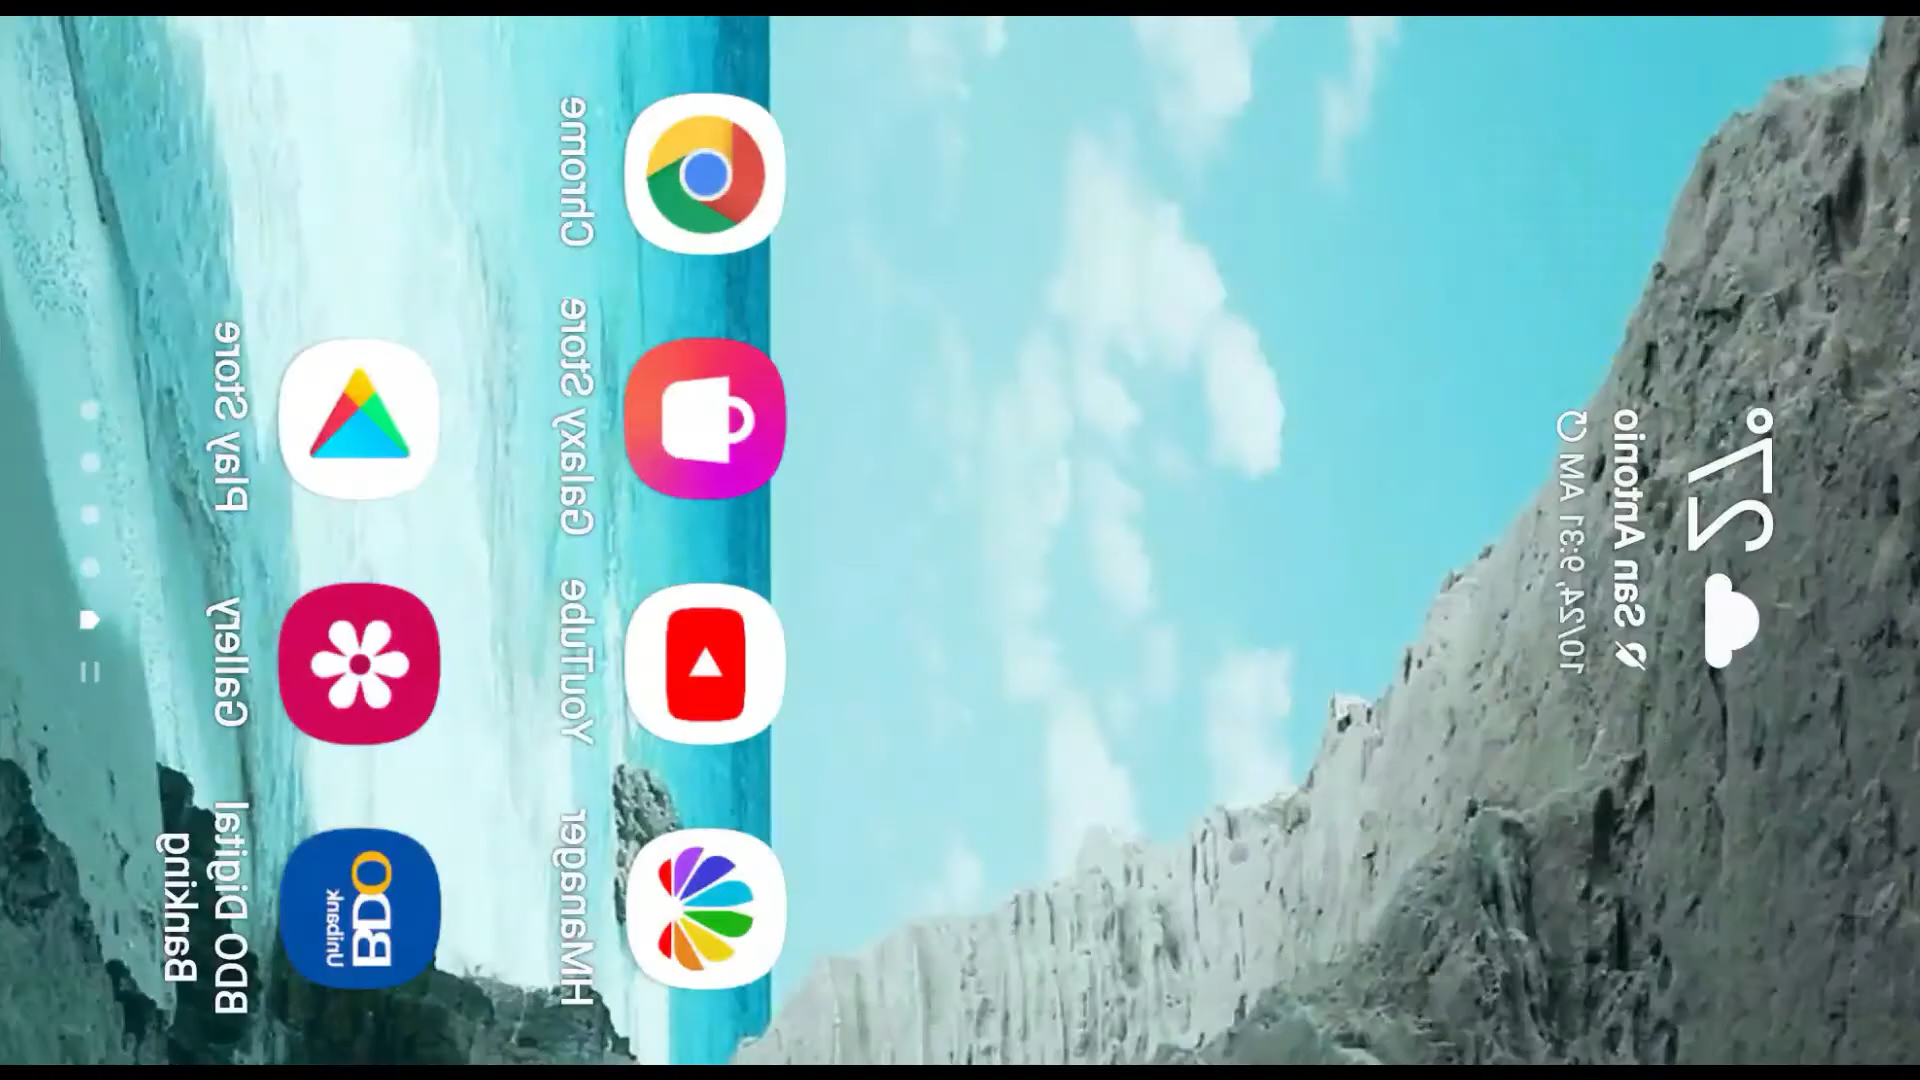 27°
San Antonio
10/24, 9:31 AM
HManager
YouTube
Galaxy Store
Chrome
BDO
Unibank
BDO Digital
Banking
Gallery
Play Store